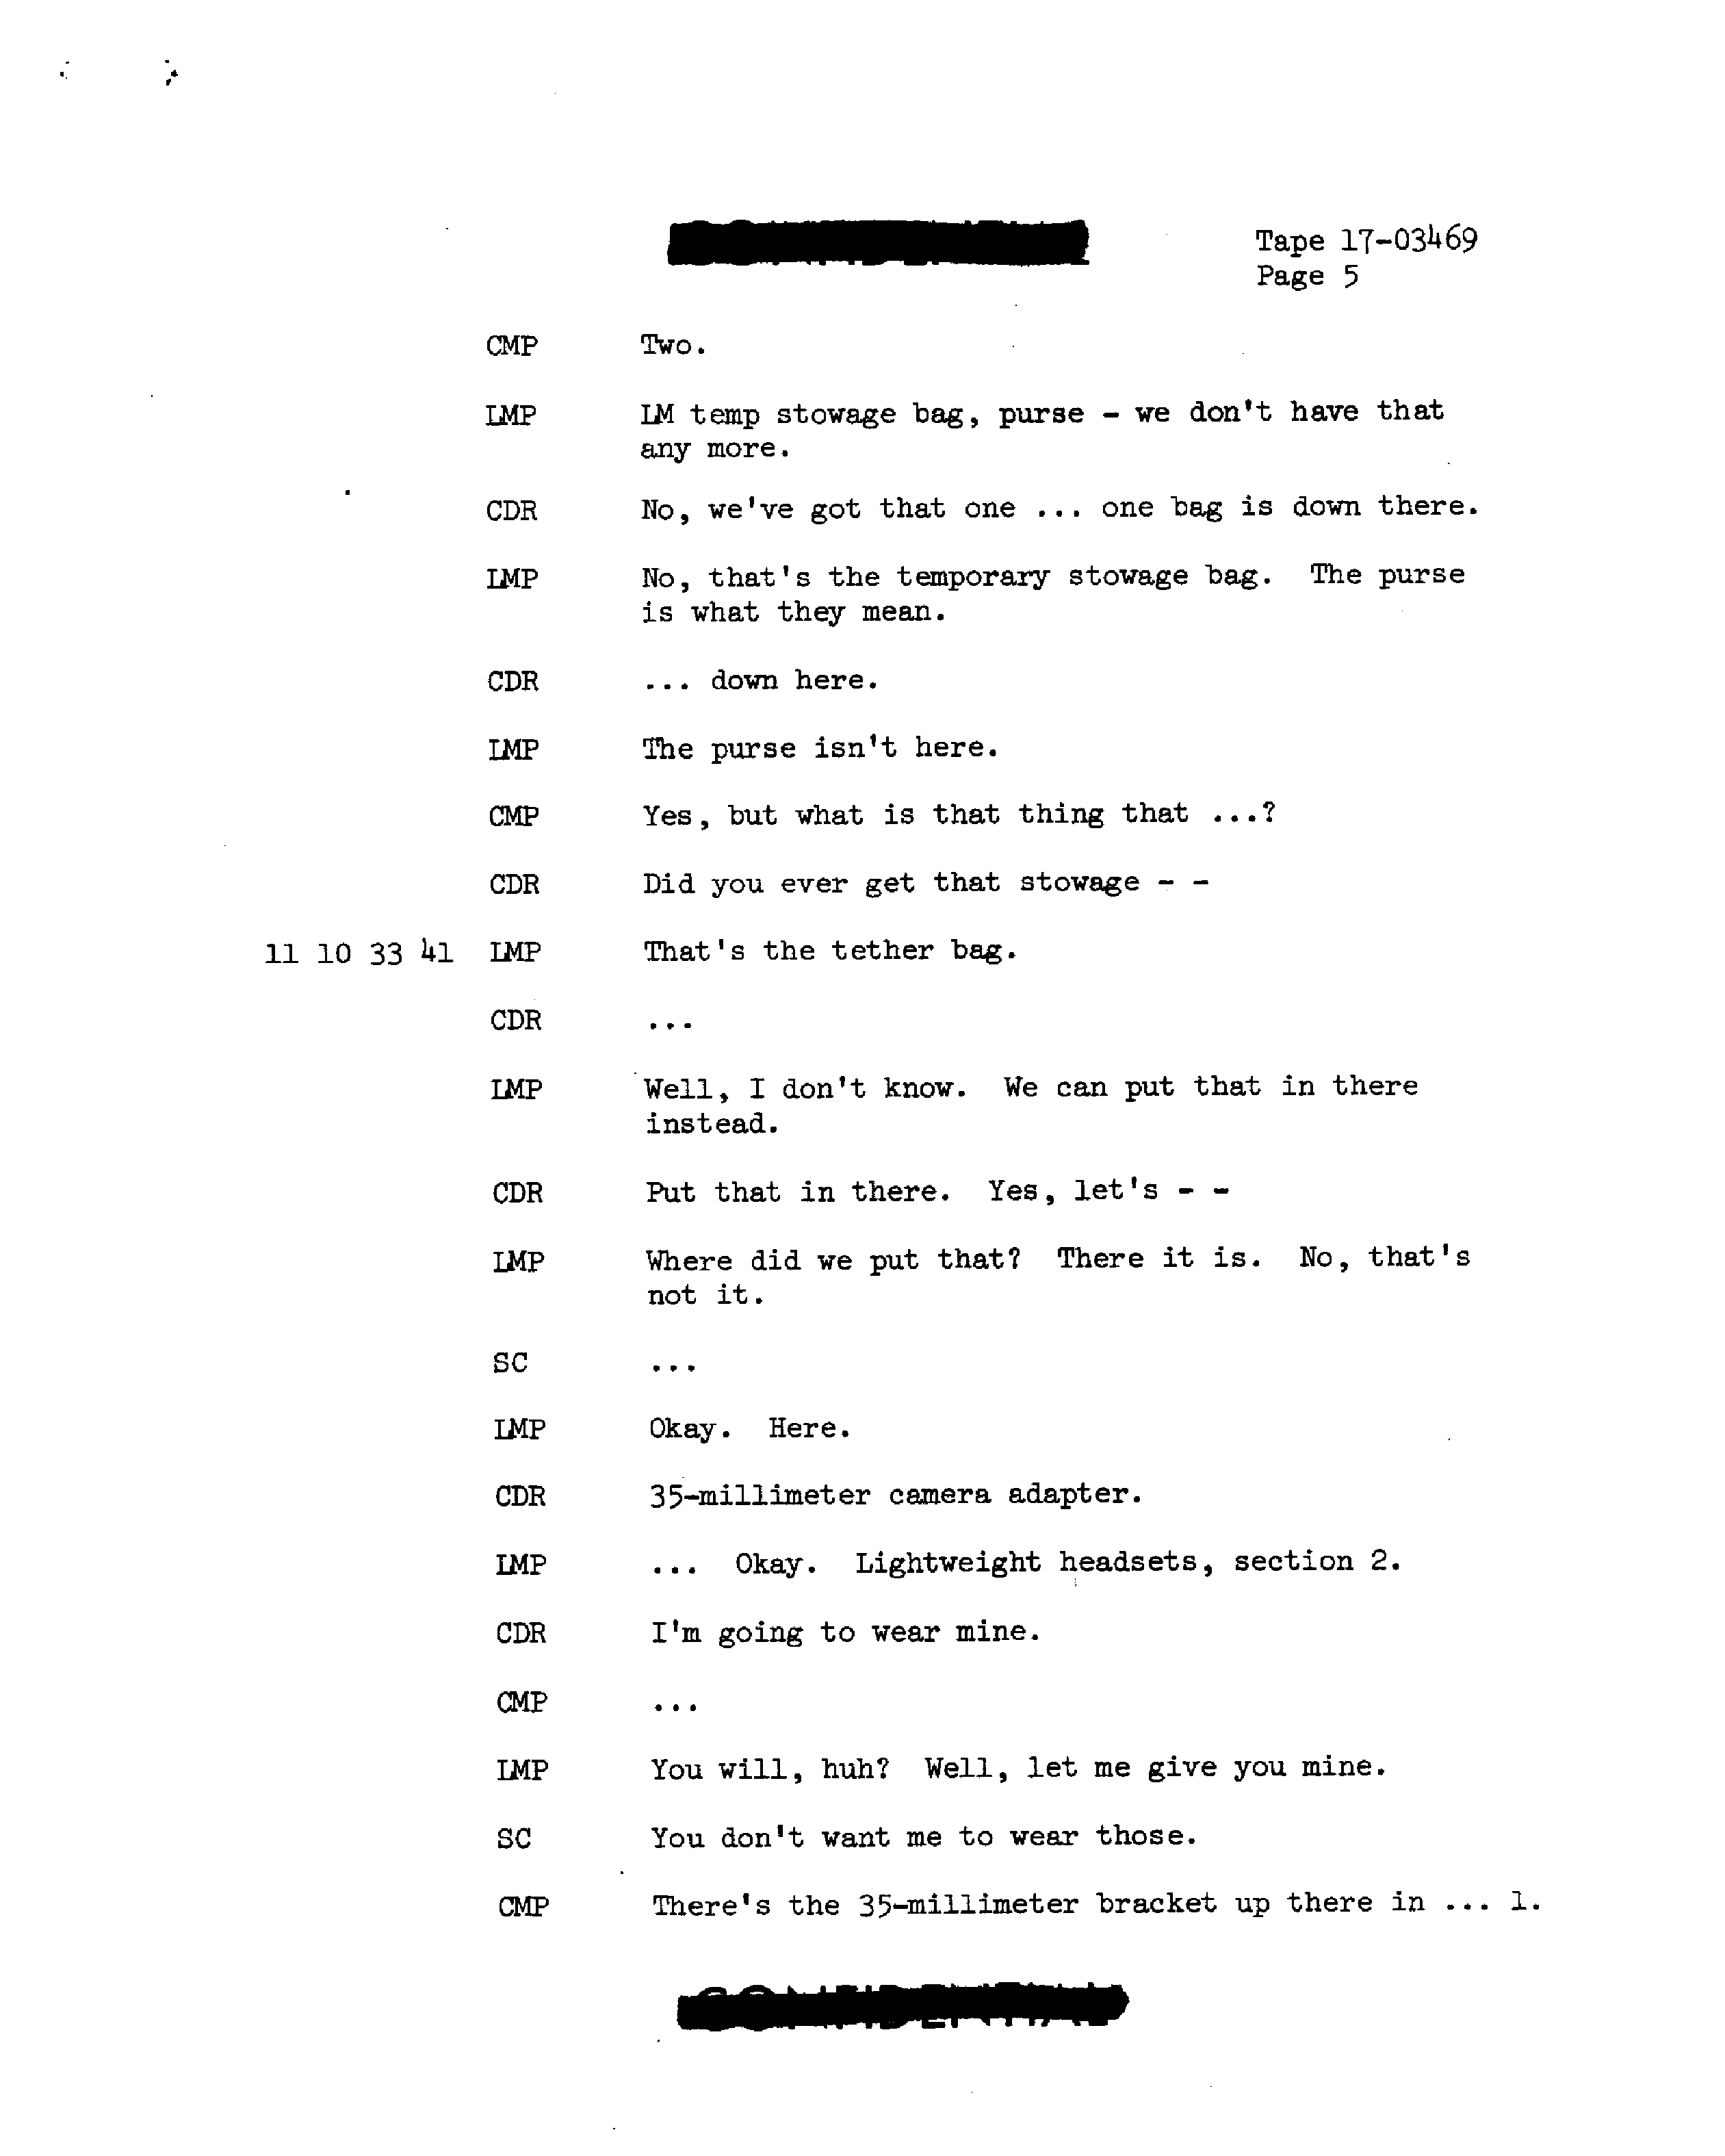 Tape 17-03469
Page 5
CMP Two.
LMP LM temp stowage bag, purse - we don't have that
any more.
CDR No, we've got that one ... one bag is down there.
LMP No, that's the temporary stowage bag. The purse
is what they mean.
CDR ... down here.
LMP The purse isn't here.
CMP Yes, but what is that thing that ...?
CDR Did you ever get that stowage - -
11 10 33 41 LMP That's the tether bag.
CDR ...
LMP Well, I don't know. We can put that in there
instead.
CDR Put that in there. Yes, let's - -
LMP Where did we put that? There it is. No, that's
not it.
SC ...
LMP Okay. Here.
CDR 35-millimeter camera adapter.
LMP ... Okay. Lightweight headsets, section 2.
CDR I'm going to wear mine.
CMP ...
LMP You will, huh? Well, let me give you mine.
SC You don't want me to wear those.
CMP There's the 35-millimeter bracket up there in ... 1.
CONFIDENTIAL